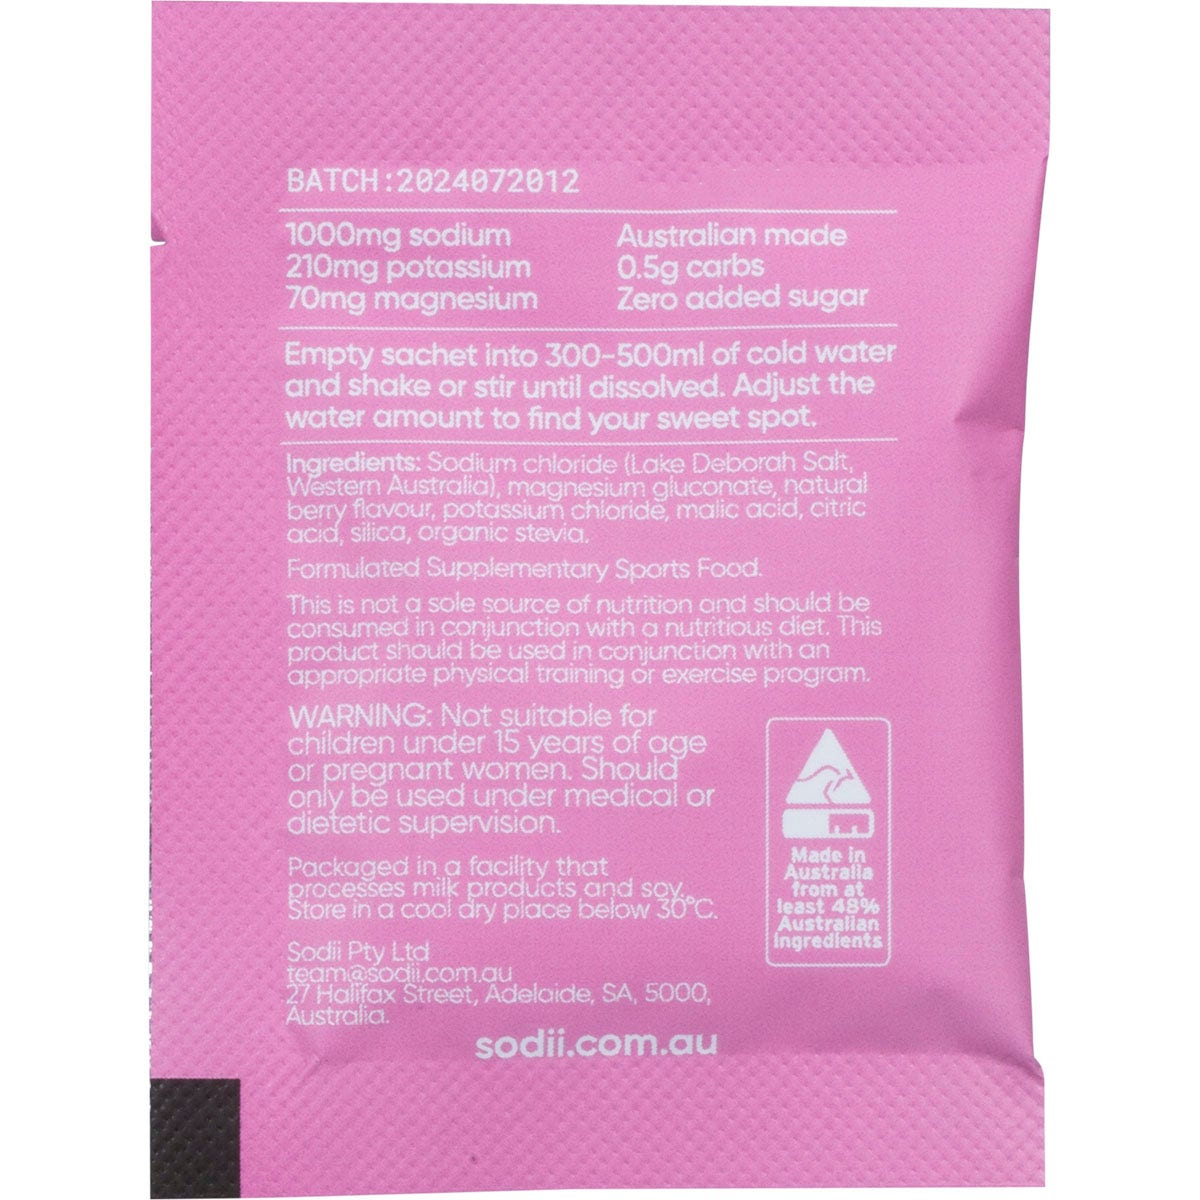 BATCH:2024072012
1000mg sodium
210mg potassium
70mg magnesium
Australian made
0.5g carbs
Zero added sugar
Empty sachet into 300-500ml of cold water
and shake or stir until dissolved. Adjust the
water amount to find your sweet spot.
Ingredients: Sodium chloride (Lake Deborah Salt,
Western Australia), magnesium gluconate, natural
berry flavour, potassium chloride, malic acid, citric
acid, silica, organic stevia.
Formulated Supplementary Sports Food.
This is not a sole source of nutrition and should be
consumed in conjunction with a nutritious diet. This
product should be used in conjunction with an
appropriate physical training or exercise program.
WARNING: Not suitable for
children under 15 years of age
or pregnant women. Should
only be used under medical or
dietetic supervision.
Packaged in a facility that
processes milk products and soy.
Store in a cool dry place below 30°C.
Sodii Pty Ltd
team@sodii.com.au
27 Halifax Street, Adelaide, SA, 5000,
Australia.
sodii.com.au
Made in
Australia
from at
least 48%
Australian
ingredients